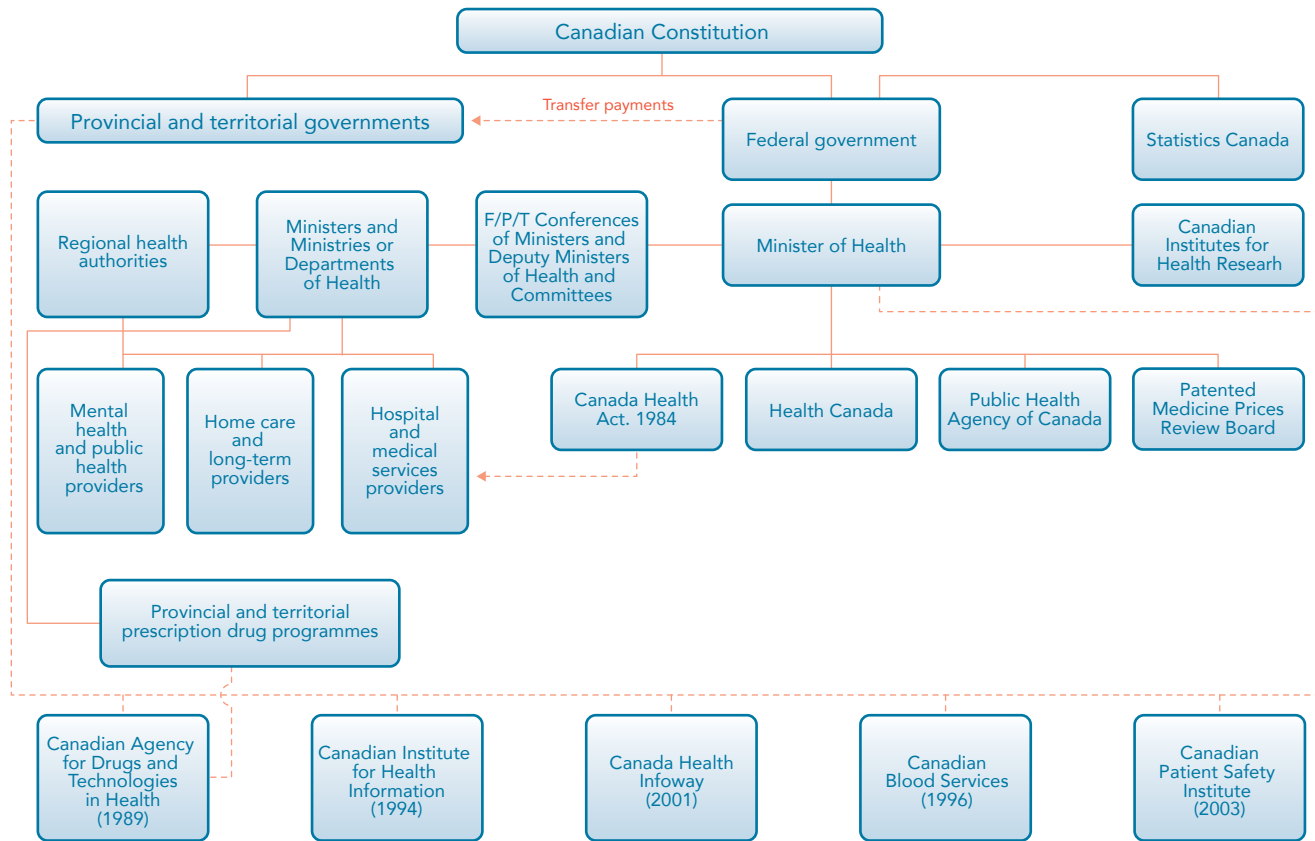 Canadian Constitution
Transfer payments
Provincial and territorial governments
Federal government
Statistics Canada
Regional health
authorities
Ministers and
Ministries or
Departments
of Health
F/P/T Conferences
of Ministers and
Deputy Ministers
of Health and
Committees
Minister of Health
Canadian
Institutes for
Health Researh
Mental
health
and public
health
providers
Home care
and
long-term
providers
Hospital
and
medical
services
providers
Canada Health
Act. 1984
Health Canada
Public Health
Agency of Canada
Patented
Medicine Prices
Review Board
Provincial and territorial
prescription drug programmes
Canadian Agency
for Drugs and
Technologies
in Health
(1989)
Canadian Institute
for Health
Information
(1994)
Canada Health
Infoway
(2001)
Canadian
Blood Services
(1996)
Canadian
Patient Safety
Institute
(2003)